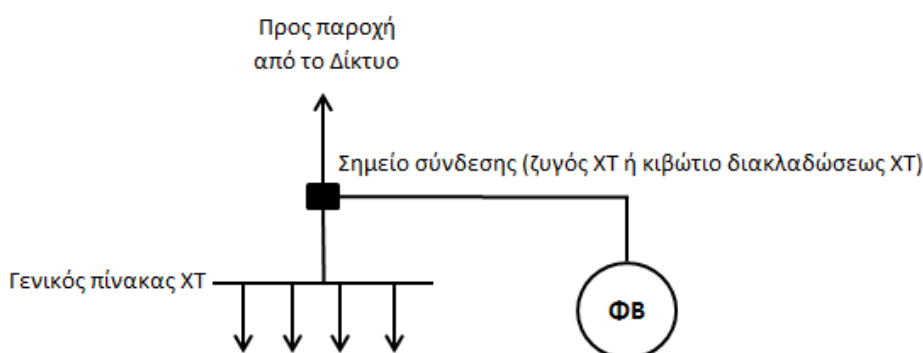 Προς παροχή
από το Δίκτυο
Σημείο σύνδεσης (ζυγός ΧΤ ή κιβώτιο διακλαδώσεως ΧΤ)
Γενικός πίνακας ΧΤ
ΦΒ